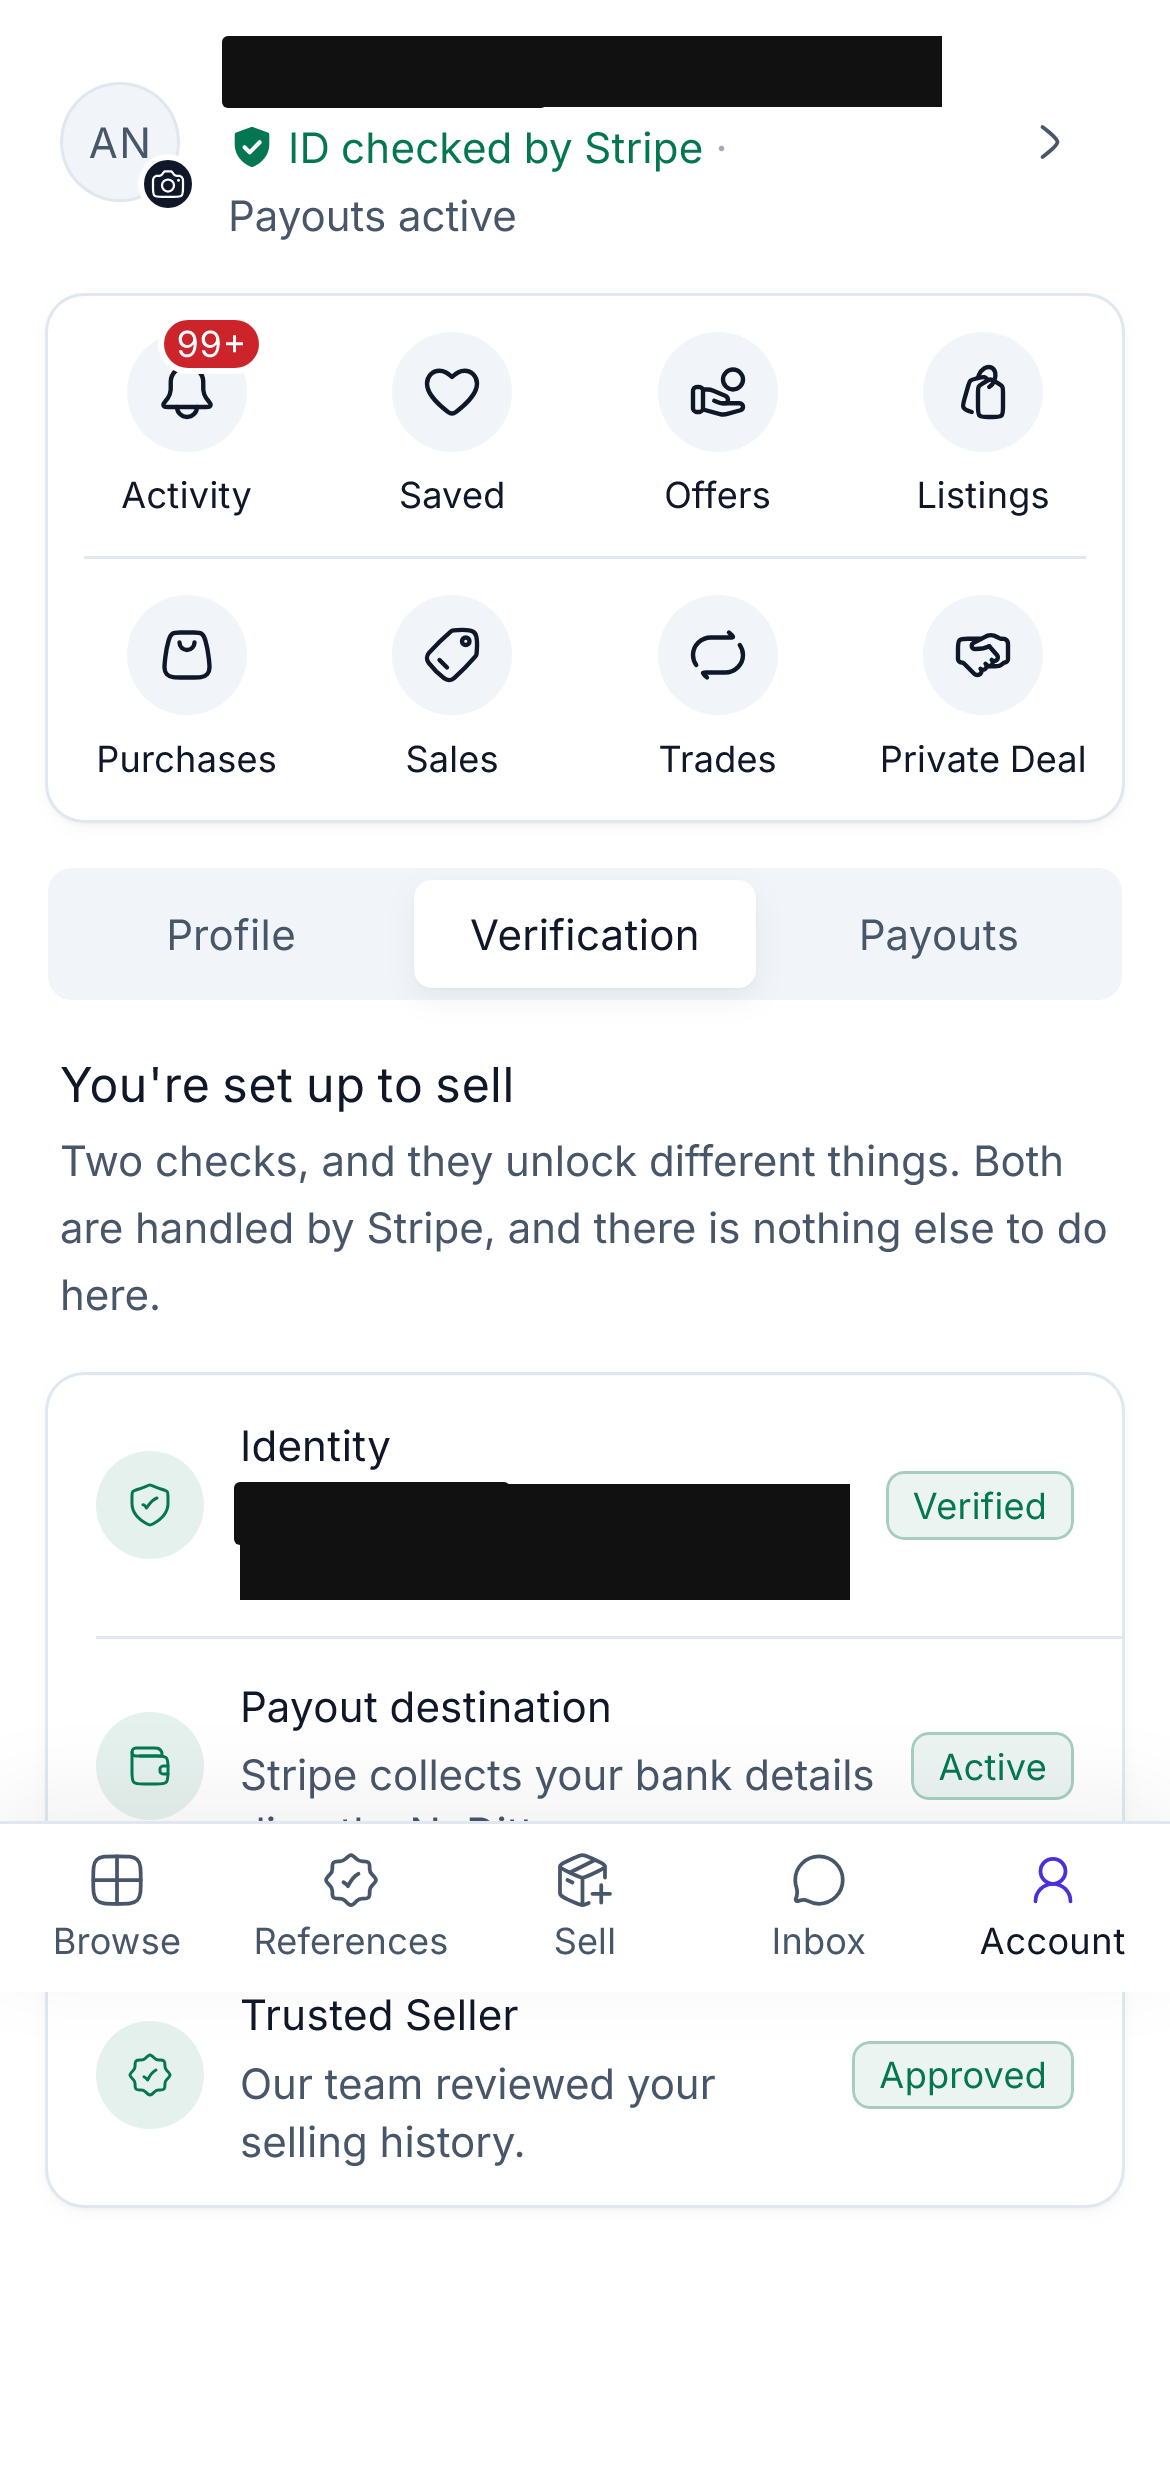 AN
ID checked by Stripe ·
Payouts active
99+
Activity Saved Offers Listings
Purchases Sales Trades Private Deal
Profile Verification Payouts
You're set up to sell
Two checks, and they unlock different things. Both
are handled by Stripe, and there is nothing else to do
here.
Identity
Verified
Payout destination
Stripe collects your bank details
Active
Browse References Sell Inbox Account
Trusted Seller
Our team reviewed your
selling history.
Approved